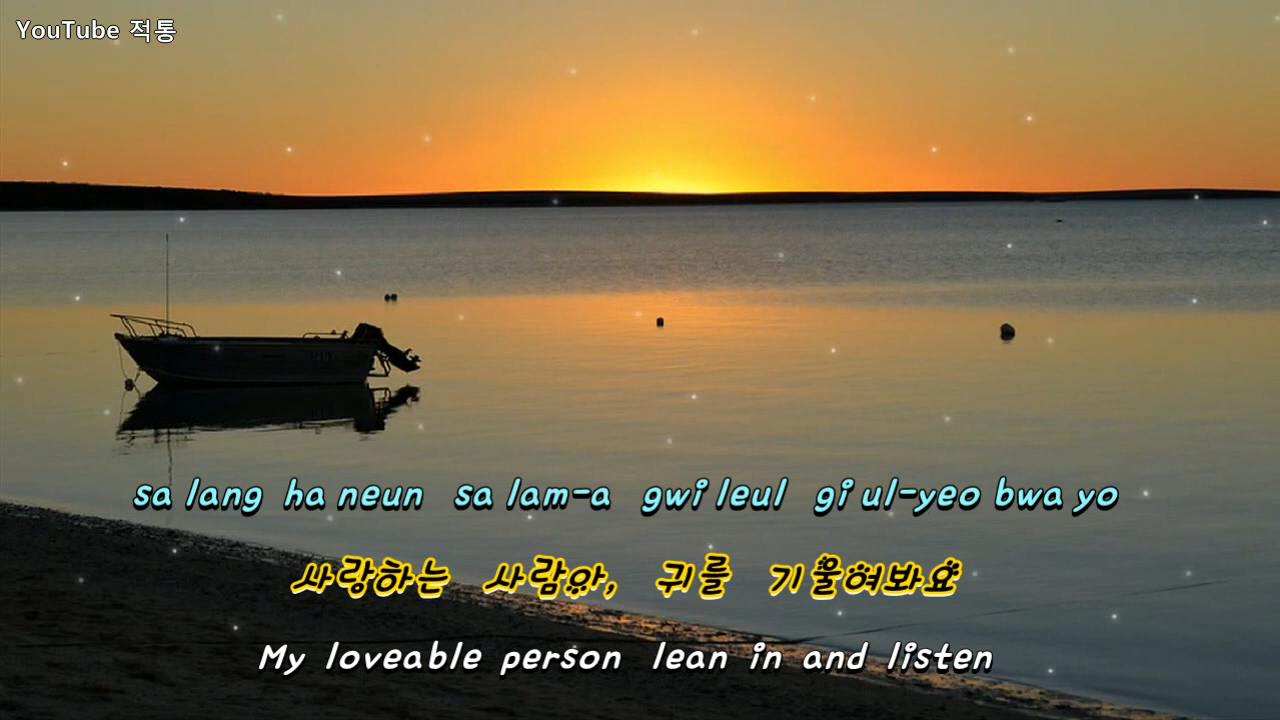 YouTube 적통
sa lang ha neun sa lam-a gwi leul gi ul-yeo bwa yo
사랑하는 사람아, 귀를 기울여봐요
My loveable person lean in and listen